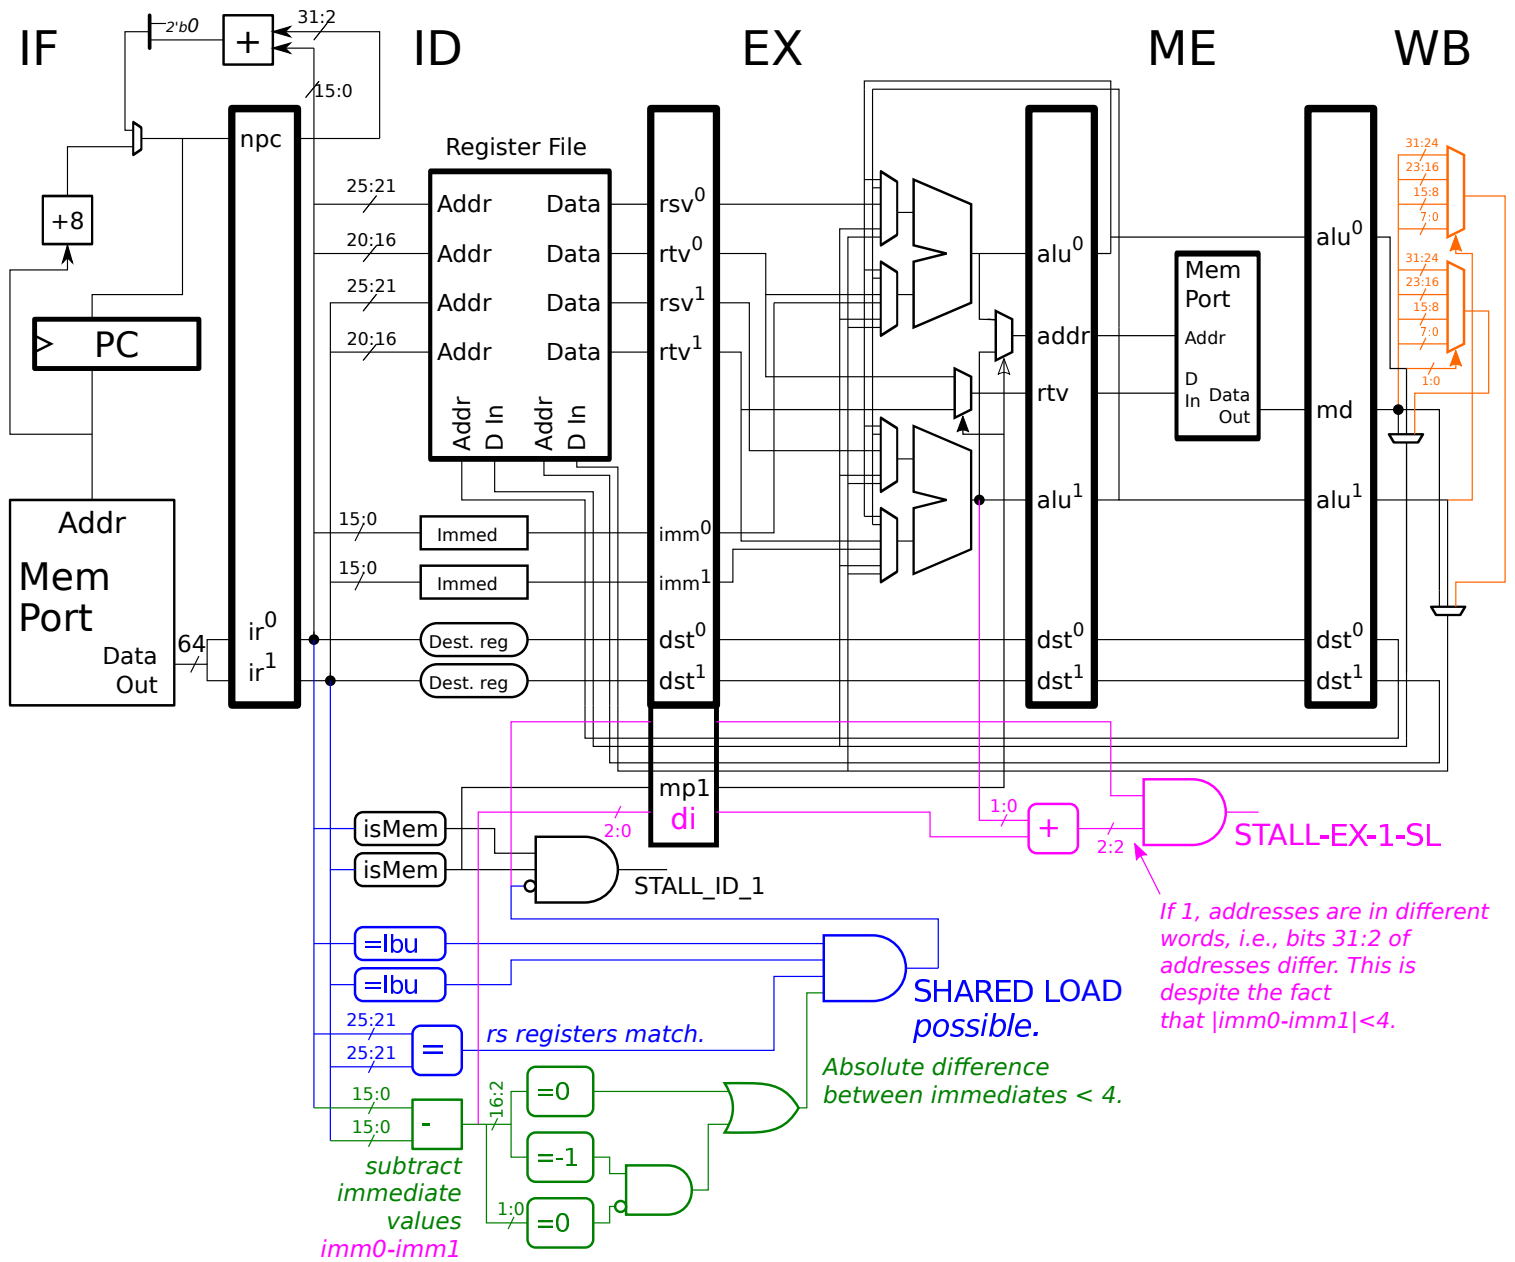 IF
ID
EX
ME
WB
2'b0
+
31:2
15:0
npc
+8
PC
Addr
Mem
Port
Data
Out
64
ir0
ir1
Register File
25:21
20:16
25:21
20:16
Addr
Addr
Addr
Addr
Data
Data
Data
Data
Addr
D In
Addr
D In
15:0
Immed
15:0
Immed
Dest. reg
Dest. reg
rsv0
rtv0
rsv1
rtv1
imm0
imm1
dst0
dst1
mp1
di
alu0
addr
rtv
alu1
dst0
dst1
Mem
Port
Addr
D
In
Data
Out
alu0
md
alu1
dst0
dst1
31:24
23:16
15:8
7:0
31:24
23:16
15:8
7:0
1:0
isMem
isMem
2:0
STALL_ID_1
1:0
+
2:2
STALL-EX-1-SL
If 1, addresses are in different
words, i.e., bits 31:2 of
addresses differ. This is
despite the fact
that |imm0-imm1|<4.
=lbu
=lbu
SHARED LOAD
possible.
25:21
25:21
=
rs registers match.
15:0
15:0
-
subtract
immediate
values
imm0-imm1
16:2
=0
=-1
1:0
=0
Absolute difference
between immediates < 4.